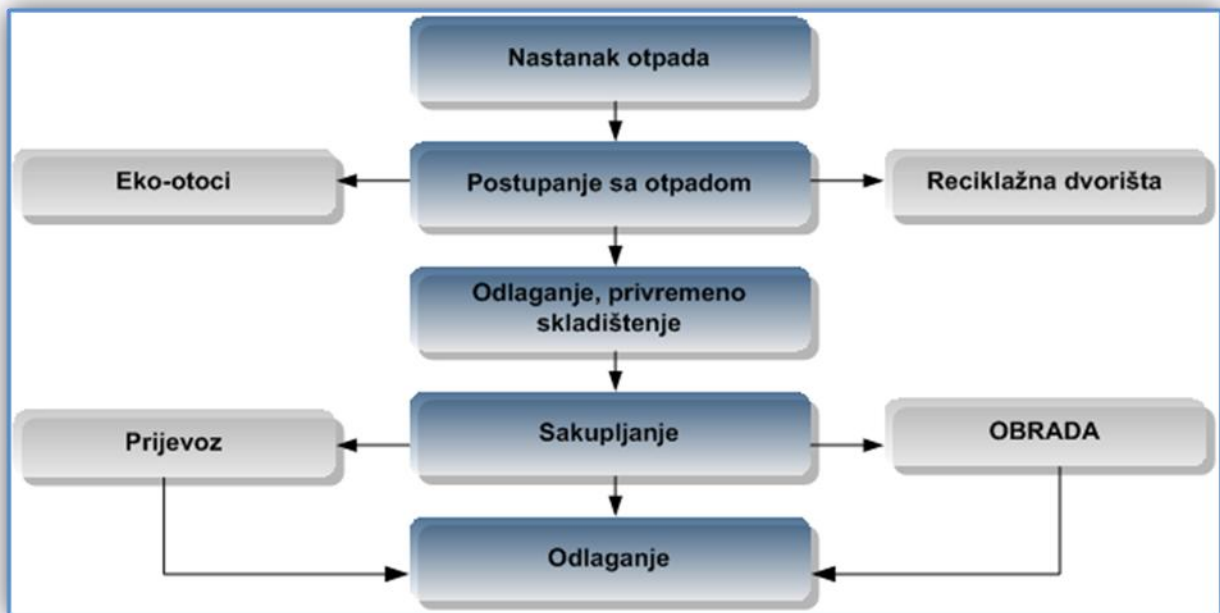 Nastanak otpada
Eko-otoci
Postupanje sa otpadom
Reciklažna dvorišta
Odlaganje, privremeno
skladištenje
Prijevoz
Sakupljanje
OBRADA
Odlaganje